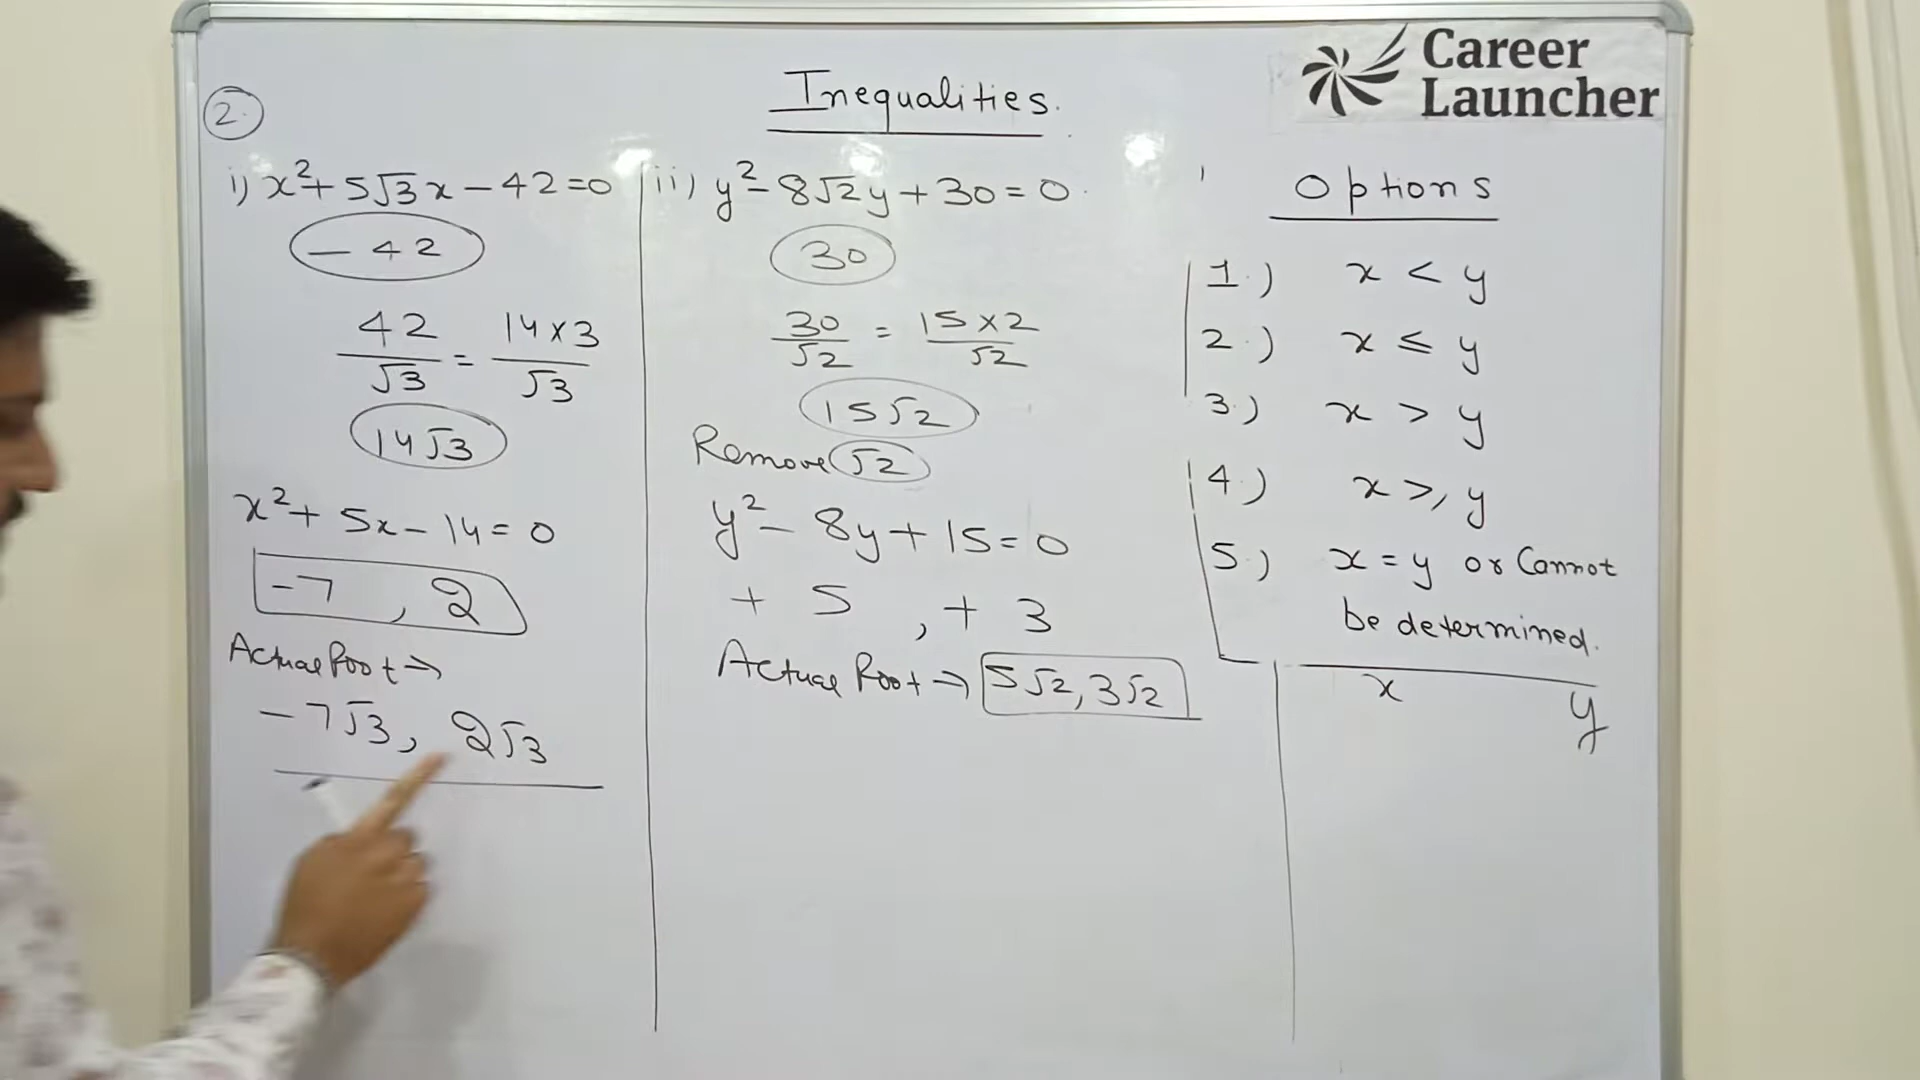 Career
Launcher
Inequalities.
2.
i) x² + 5√3x - 42 = 0
- 42
42/√3 = 14 × 3/√3
14√3
x² + 5x - 14 = 0
-7, 2
Actual Root →
-7√3, 2√3
ii) y² - 8√2y + 30 = 0
30
30/√2 = 15 × 2/√2
15√2
Remove √2
y² - 8y + 15 = 0
+ 5, + 3
Actual Root → 5√2, 3√2
Options
1.) x < y
2.) x ≤ y
3.) x > y
4.) x ≥ y
5.) x = y or Cannot
be determined.
x y